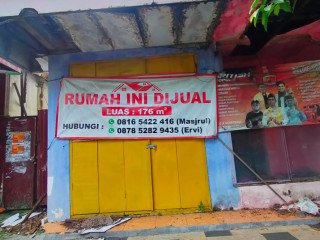 RUMAH INI DIJUAL
LUAS : 176 m²
HUBUNGI : 0816 5422 416 (Masjrul)
0878 5282 9435 (Ervi)